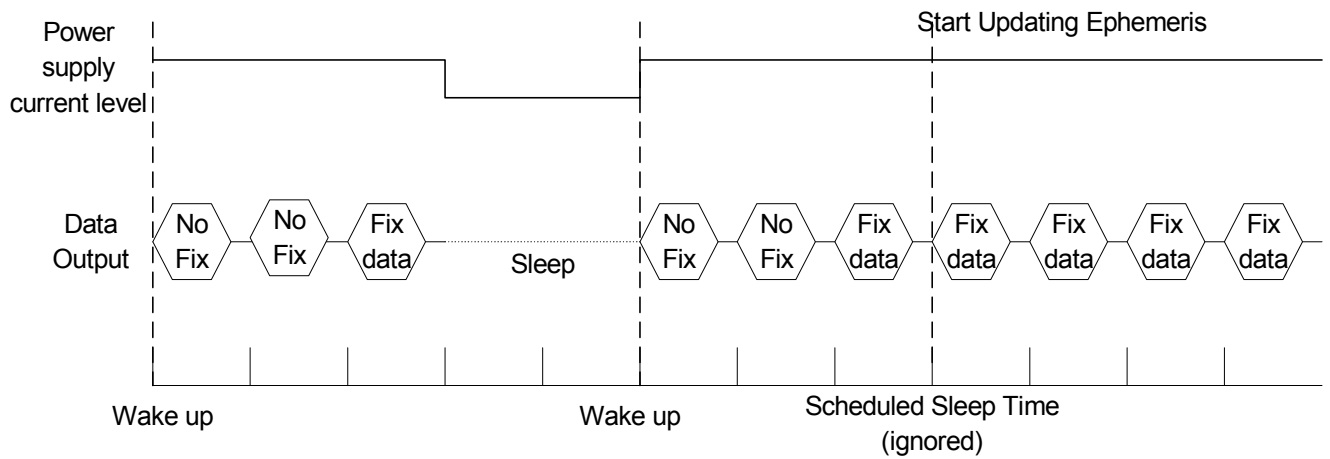 Power
supply
current level
Start Updating Ephemeris
Data
Output
No
Fix
No
Fix
Fix
data
Sleep
No
Fix
No
Fix
Fix
data
Fix
data
Fix
data
Fix
data
Fix
data
Wake up
Wake up
Scheduled Sleep Time
(ignored)